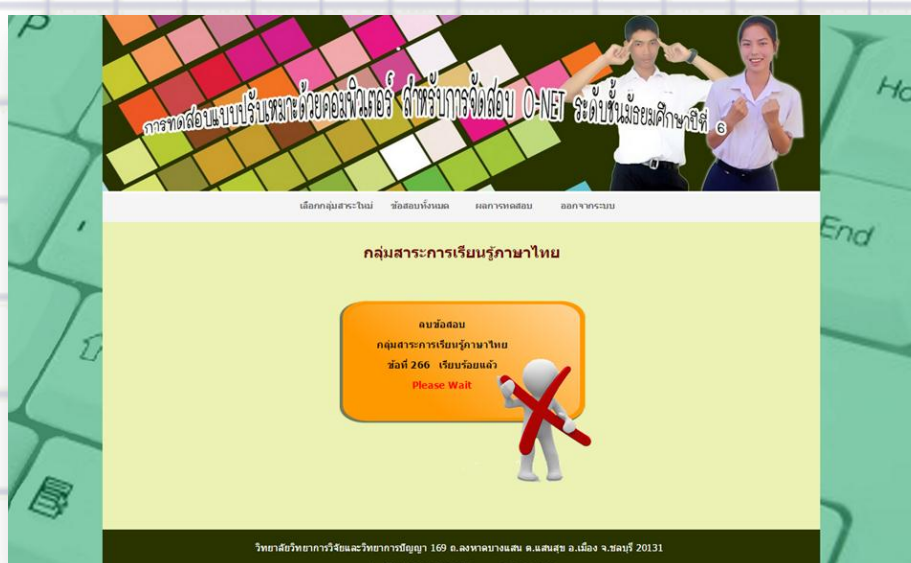 P
Ho
End
การทดสอบแบบปรับเหมาะด้วยคอมพิวเตอร์ สำหรับการจัดสอบ O-NET ระดับชั้นมัธยมศึกษาปีที่ 6
เลือกกลุ่มสาระใหม่ ข้อสอบทั้งหมด ผลการทดสอบ ออกจากระบบ
กลุ่มสาระการเรียนรู้ภาษาไทย
ลบข้อสอบ
กลุ่มสาระการเรียนรู้ภาษาไทย
ข้อที่ 266 เรียบร้อยแล้ว
Please Wait
วิทยาลัยวิทยาการวิจัยและวิทยาการปัญญา 169 ถ.ลงหาดบางแสน ต.แสนสุข อ.เมือง จ.ชลบุรี 20131